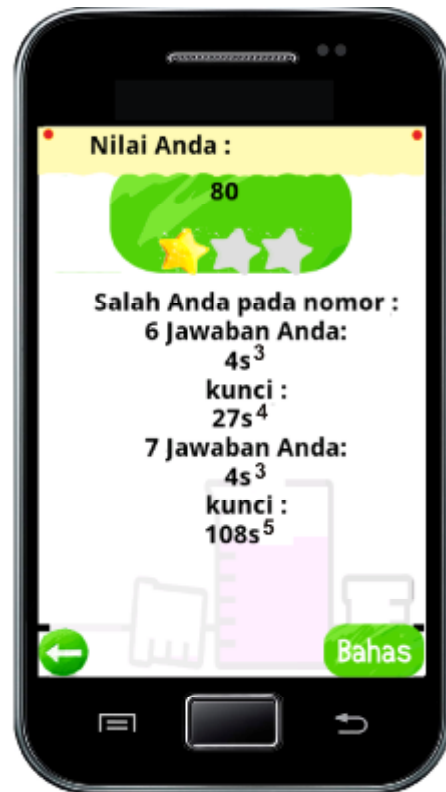 Nilai Anda :
80
Salah Anda pada nomor :
6 Jawaban Anda:
4s³
kunci :
27s⁴
7 Jawaban Anda:
4s³
kunci :
108s⁵
Bahas